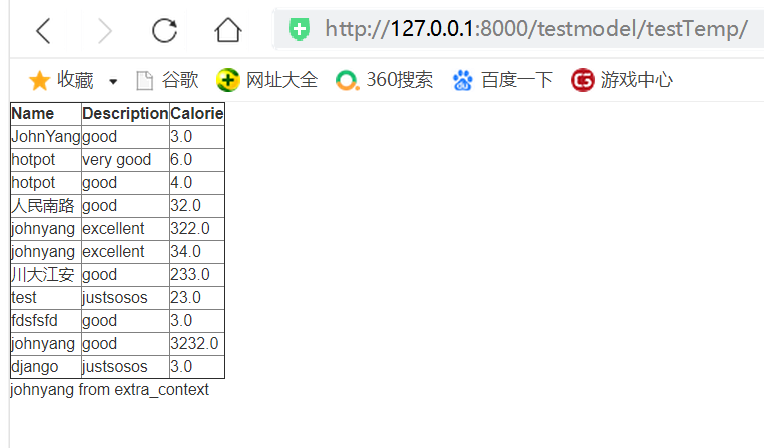 http://127.0.0.1:8000/testmodel/testTemp/
收藏 谷歌 网址大全 360搜索 百度一下 游戏中心
Name Description Calorie
JohnYang good 3.0
hotpot very good 6.0
hotpot good 4.0
人民南路 good 32.0
johnyang excellent 322.0
johnyang excellent 34.0
川大江安 good 233.0
test justsosos 23.0
fdsfsfd good 3.0
johnyang good 3232.0
django justsosos 3.0
johnyang from extra_context